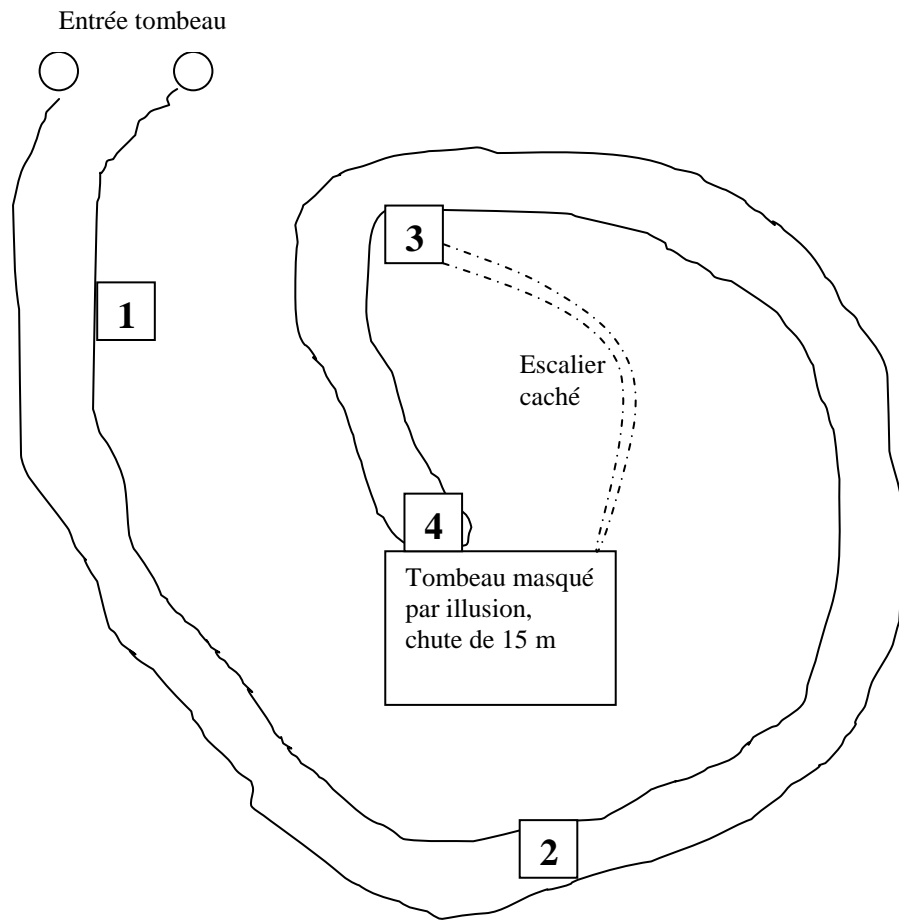 Entrée tombeau
3
1
Escalier
caché
4
Tombeau masqué
par illusion,
chute de 15 m
2